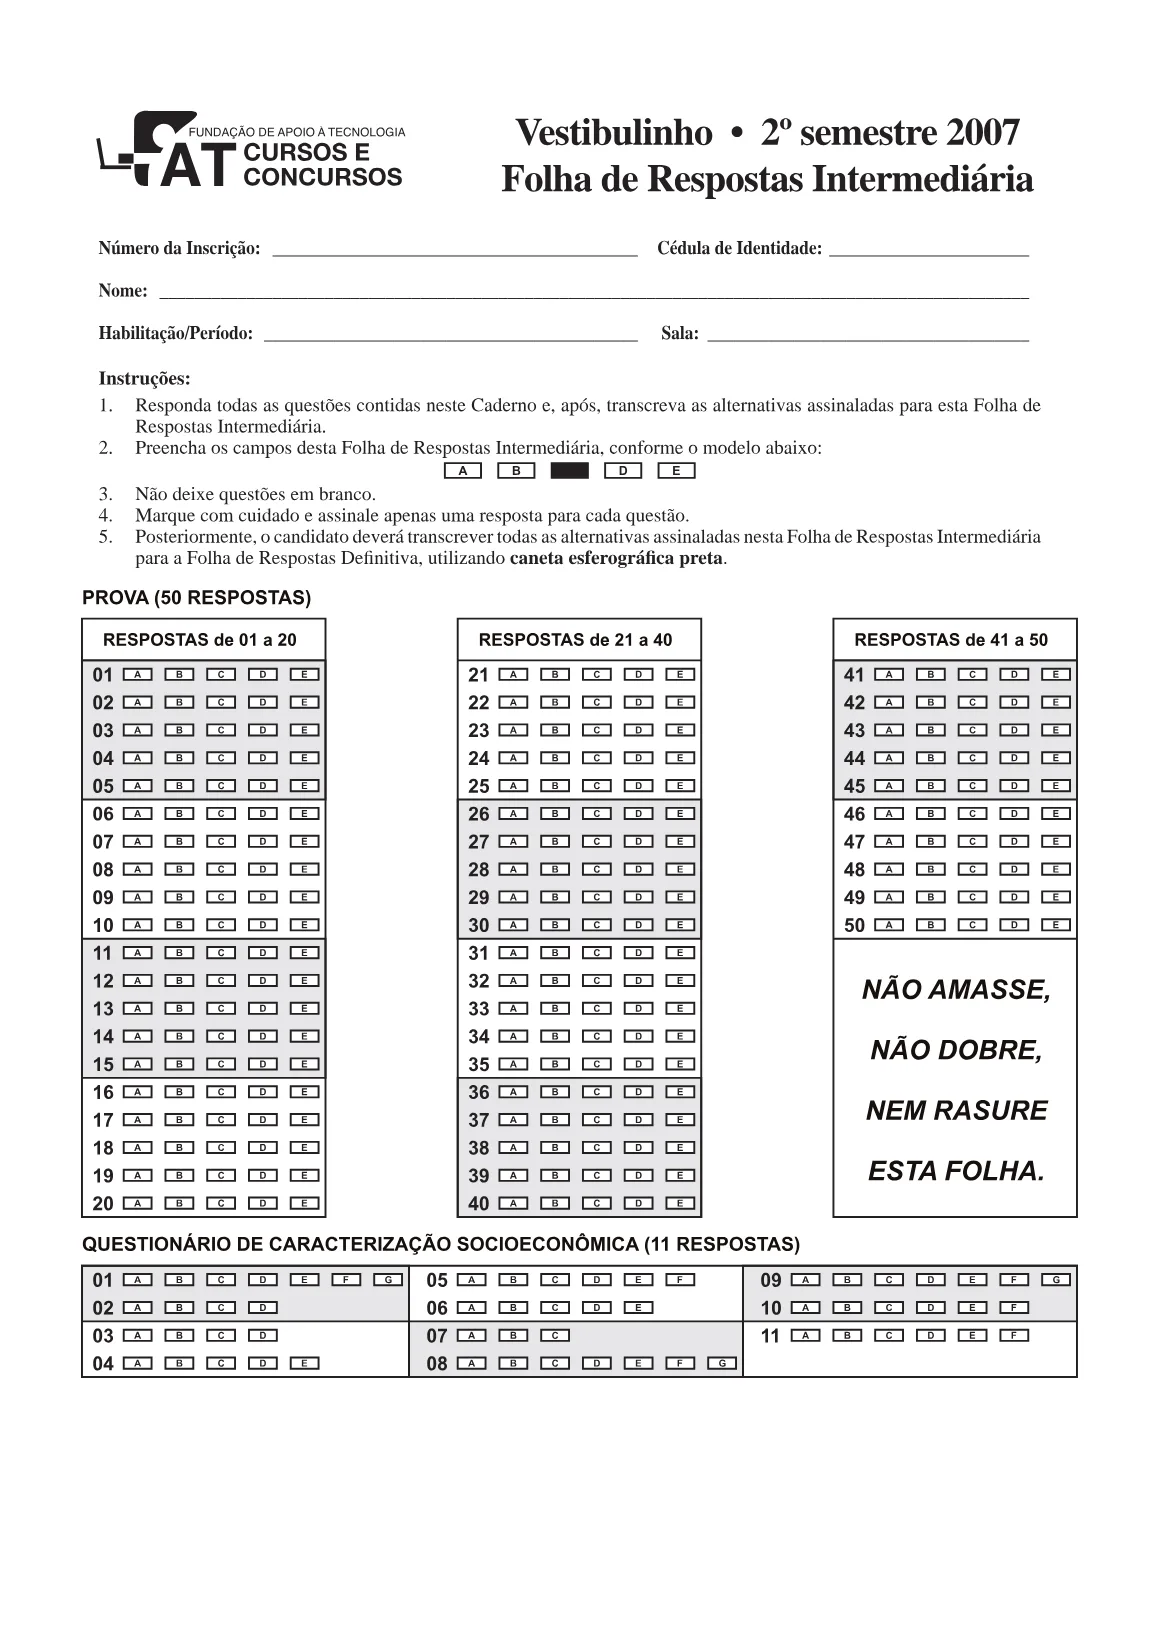 FUNDAÇÃO DE APOIO À TECNOLOGIA
FAT CURSOS E
CONCURSOS
Vestibulinho • 2º semestre 2007
Folha de Respostas Intermediária
Número da Inscrição: Cédula de Identidade:
Nome:
Habilitação/Período: Sala:
Instruções:
1. Responda todas as questões contidas neste Caderno e, após, transcreva as alternativas assinaladas para esta Folha de
Respostas Intermediária.
2. Preencha os campos desta Folha de Respostas Intermediária, conforme o modelo abaixo:
A B D E
3. Não deixe questões em branco.
4. Marque com cuidado e assinale apenas uma resposta para cada questão.
5. Posteriormente, o candidato deverá transcrever todas as alternativas assinaladas nesta Folha de Respostas Intermediária
para a Folha de Respostas Definitiva, utilizando caneta esferográfica preta.
PROVA (50 RESPOSTAS)
RESPOSTAS de 01 a 20
01 A B C D E
02 A B C D E
03 A B C D E
04 A B C D E
05 A B C D E
06 A B C D E
07 A B C D E
08 A B C D E
09 A B C D E
10 A B C D E
11 A B C D E
12 A B C D E
13 A B C D E
14 A B C D E
15 A B C D E
16 A B C D E
17 A B C D E
18 A B C D E
19 A B C D E
20 A B C D E
RESPOSTAS de 21 a 40
21 A B C D E
22 A B C D E
23 A B C D E
24 A B C D E
25 A B C D E
26 A B C D E
27 A B C D E
28 A B C D E
29 A B C D E
30 A B C D E
31 A B C D E
32 A B C D E
33 A B C D E
34 A B C D E
35 A B C D E
36 A B C D E
37 A B C D E
38 A B C D E
39 A B C D E
40 A B C D E
RESPOSTAS de 41 a 50
41 A B C D E
42 A B C D E
43 A B C D E
44 A B C D E
45 A B C D E
46 A B C D E
47 A B C D E
48 A B C D E
49 A B C D E
50 A B C D E
NÃO AMASSE,
NÃO DOBRE,
NEM RASURE
ESTA FOLHA.
QUESTIONÁRIO DE CARACTERIZAÇÃO SOCIOECONÔMICA (11 RESPOSTAS)
01 A B C D E F G
02 A B C D
03 A B C D
04 A B C D E
05 A B C D E F
06 A B C D E
07 A B C
08 A B C D E F G
09 A B C D E F G
10 A B C D E F
11 A B C D E F